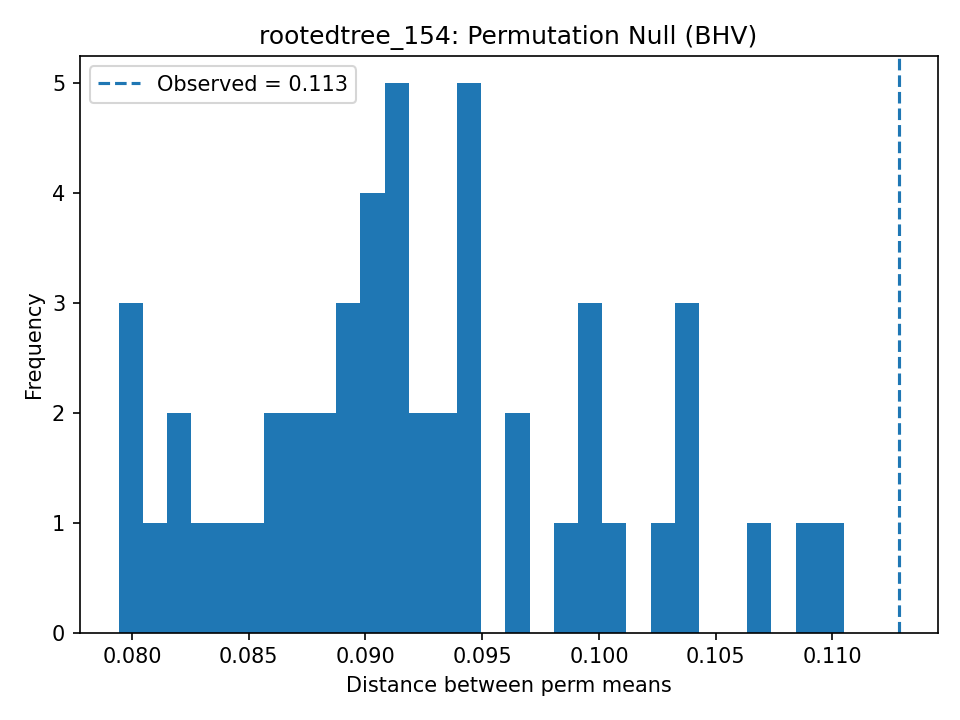 rootedtree_154: Permutation Null (BHV)
Observed = 0.113
5
4
3
2
1
0
Frequency
0.080 0.085 0.090 0.095 0.100 0.105 0.110
Distance between perm means